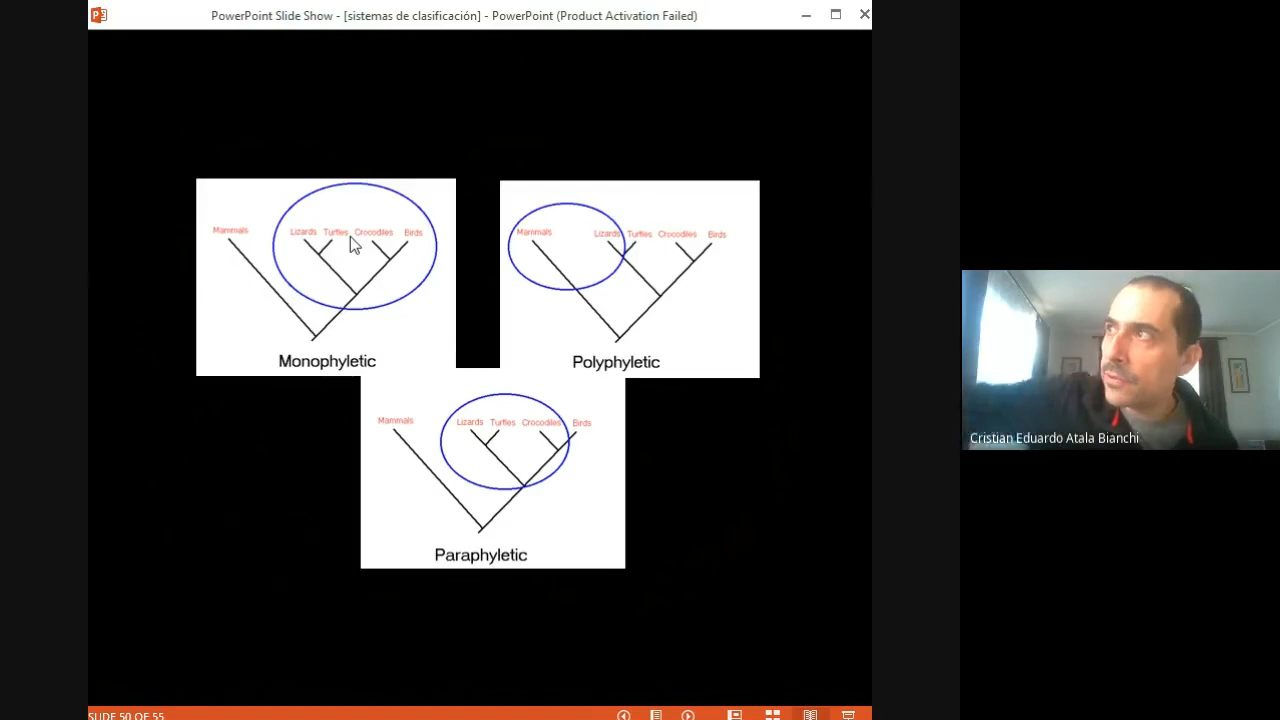 PowerPoint Slide Show - [sistemas de clasificación] - PowerPoint (Product Activation Failed)
Mammals
Lizards Turtles Crocodiles Birds
Monophyletic
Mammals
Lizards Turtles Crocodiles Birds
Polyphyletic
Mammals
Lizards Turtles Crocodiles Birds
Paraphyletic
Cristian Eduardo Atala Bianchi
SLIDE 50 OF 55